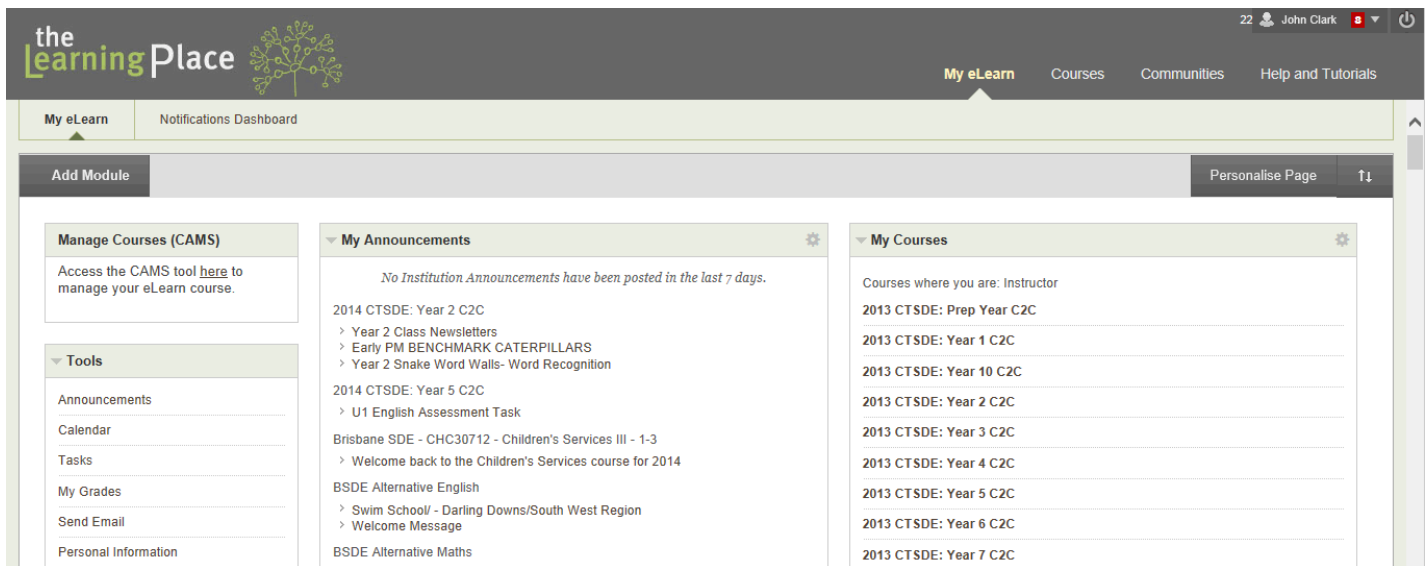 the
Learning Place
22 John Clark 8
My eLearn Courses Communities Help and Tutorials
My eLearn Notifications Dashboard
Add Module
Personalise Page
Manage Courses (CAMS)
Access the CAMS tool here to
manage your eLearn course.
Tools
Announcements
Calendar
Tasks
My Grades
Send Email
Personal Information
My Announcements
No Institution Announcements have been posted in the last 7 days.
2014 CTSDE: Year 2 C2C
Year 2 Class Newsletters
Early PM BENCHMARK CATERPILLARS
Year 2 Snake Word Walls- Word Recognition
2014 CTSDE: Year 5 C2C
U1 English Assessment Task
Brisbane SDE - CHC30712 - Children's Services III - 1-3
Welcome back to the Children's Services course for 2014
BSDE Alternative English
Swim School/ - Darling Downs/South West Region
Welcome Message
BSDE Alternative Maths
My Courses
Courses where you are: Instructor
2013 CTSDE: Prep Year C2C
2013 CTSDE: Year 1 C2C
2013 CTSDE: Year 10 C2C
2013 CTSDE: Year 2 C2C
2013 CTSDE: Year 3 C2C
2013 CTSDE: Year 4 C2C
2013 CTSDE: Year 5 C2C
2013 CTSDE: Year 6 C2C
2013 CTSDE: Year 7 C2C